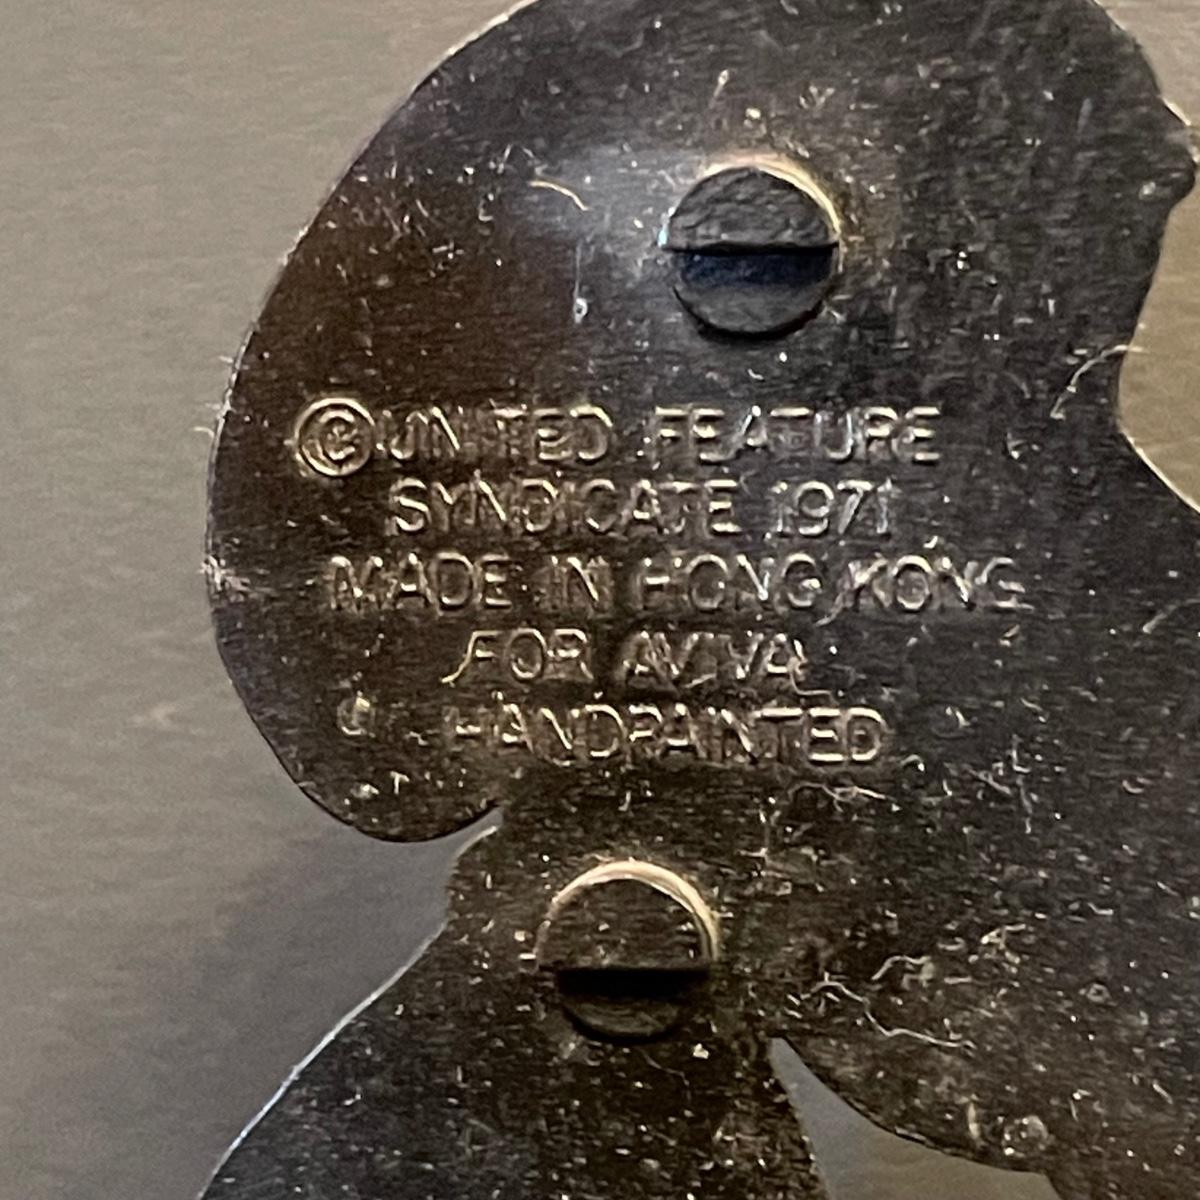 ©UNITED FEATURE
SYNDICATE 1971
MADE IN HONG KONG
FOR AVIVA
HANDPAINTED